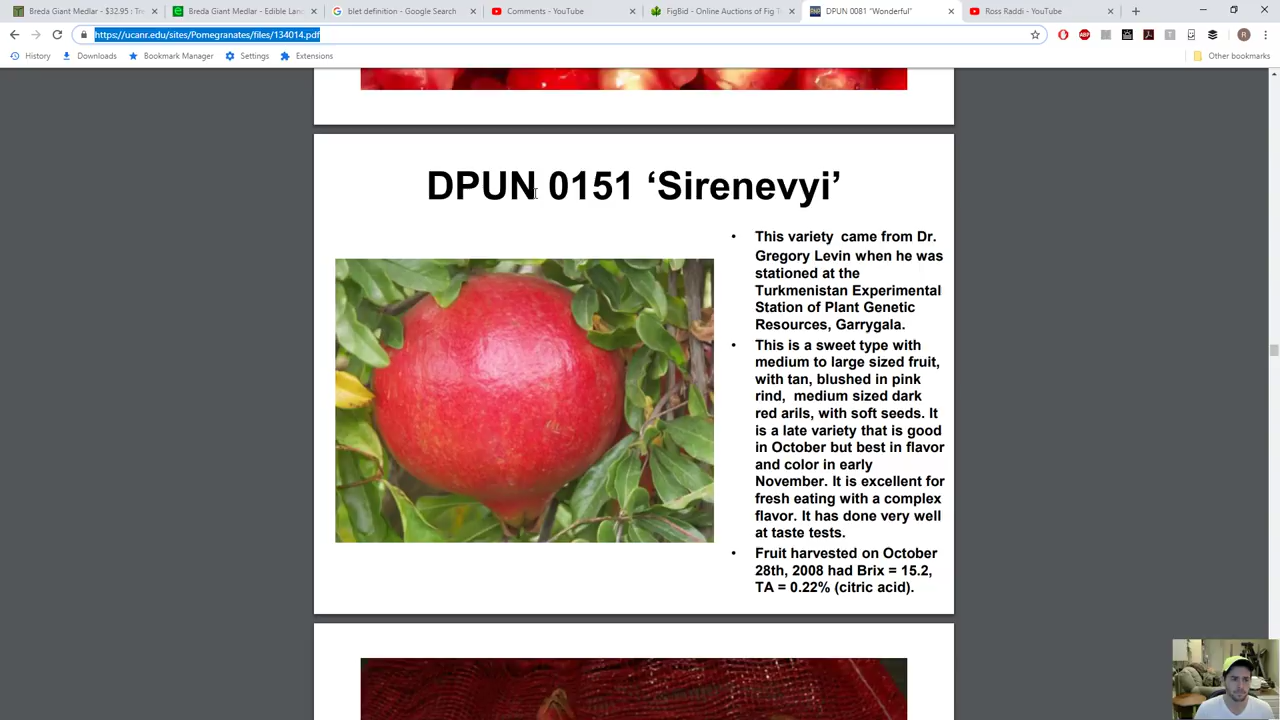 Breda Giant Medlar - $32.95 : Tr
Breda Giant Medlar - Edible Land
blet definition - Google Search
Comments - YouTube
FigBid - Online Auctions of Fig T
DPUN 0081 "Wonderful"
Ross Raddi - YouTube
https://ucanr.edu/sites/Pomegranates/files/134014.pdf
History
Downloads
Bookmark Manager
Settings
Extensions
Other bookmarks
DPUN 0151 ‘Sirenevyi’
• This variety came from Dr.
Gregory Levin when he was
stationed at the
Turkmenistan Experimental
Station of Plant Genetic
Resources, Garrygala.
• This is a sweet type with
medium to large sized fruit,
with tan, blushed in pink
rind, medium sized dark
red arils, with soft seeds. It
is a late variety that is good
in October but best in flavor
and color in early
November. It is excellent for
fresh eating with a complex
flavor. It has done very well
at taste tests.
• Fruit harvested on October
28th, 2008 had Brix = 15.2,
TA = 0.22% (citric acid).